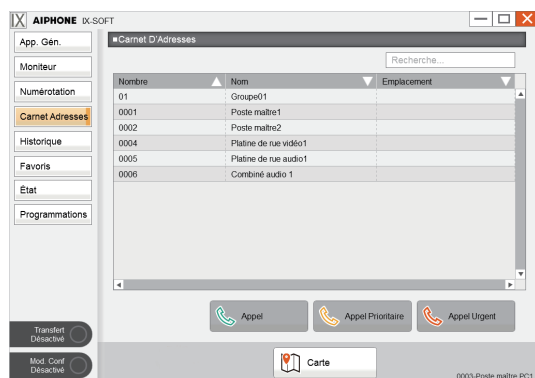 IX AIPHONE IX-SOFT
App. Gén.
Moniteur
Numérotation
Carnet Adresses
Historique
Favoris
État
Programmations
Transfert
Désactivé
Mod. Conf
Désactivé
■Carnet D'Adresses
Recherche...
Nombre Nom Emplacement
01 Groupe01
0001 Poste maître1
0002 Poste maître2
0004 Platine de rue vidéo1
0005 Platine de rue audio1
0006 Combiné audio 1
Appel Appel Prioritaire Appel Urgent
Carte
0003-Poste maître PC1